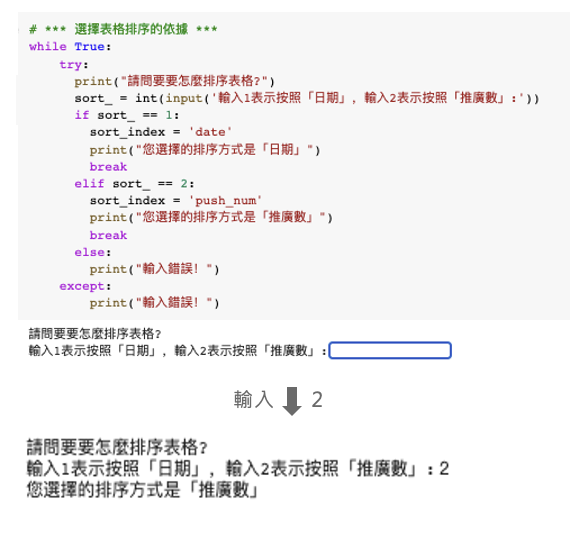 # *** 選擇表格排序的依據 ***
while True:
    try:
      print("請問要要怎麼排序表格?")
      sort_ = int(input('輸入1表示按照「日期」, 輸入2表示按照「推廣數」:'))
      if sort_ == 1:
        sort_index = 'date'
        print("您選擇的排序方式是「日期」")
        break
      elif sort_ == 2:
        sort_index = 'push_num'
        print("您選擇的排序方式是「推廣數」")
        break
      else:
        print("輸入錯誤! ")
    except:
        print("輸入錯誤! ")
請問要要怎麼排序表格?
輸入1表示按照「日期」, 輸入2表示按照「推廣數」:
輸入 2
請問要要怎麼排序表格?
輸入1表示按照「日期」, 輸入2表示按照「推廣數」: 2
您選擇的排序方式是「推廣數」